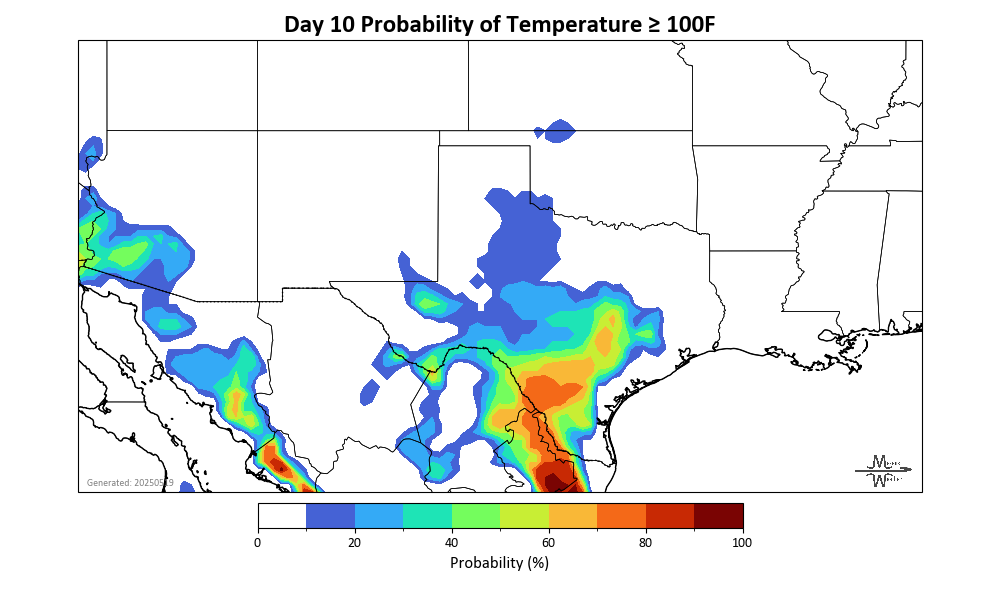 Day 10 Probability of Temperature ≥ 100F
Generated: 20250519
0 20 40 60 80 100
Probability (%)